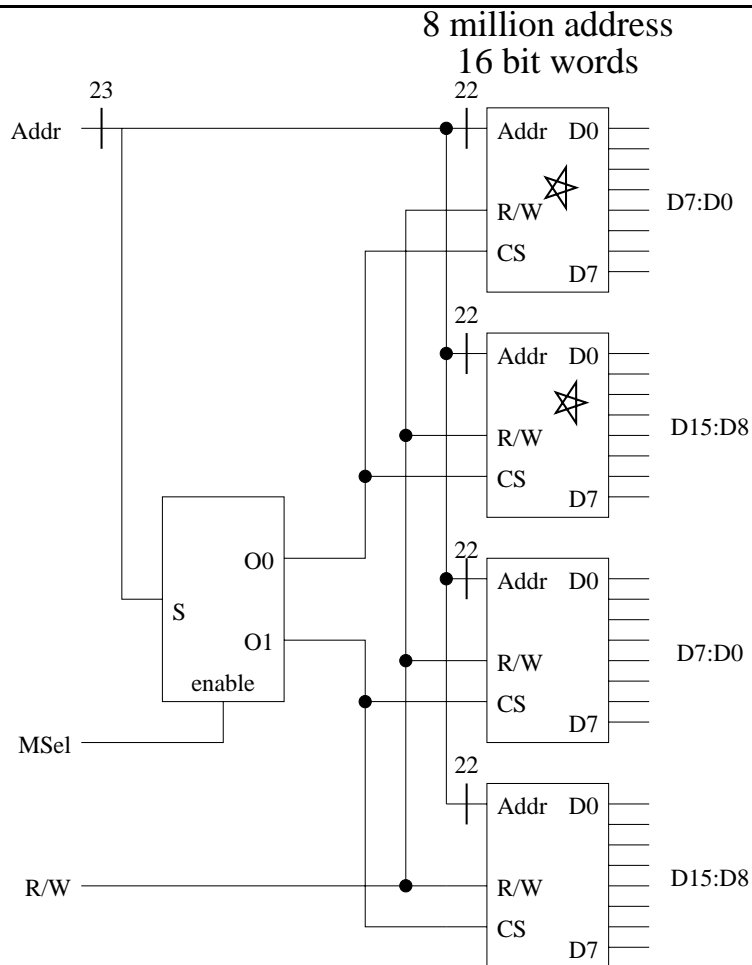 8 million address
16 bit words
23
22
Addr
Addr D0
R/W
CS
D7
D7:D0
22
Addr D0
R/W
CS
D7
D15:D8
O0
S
O1
enable
MSel
22
Addr D0
R/W
CS
D7
D7:D0
22
Addr D0
R/W
R/W
CS
D7
D15:D8